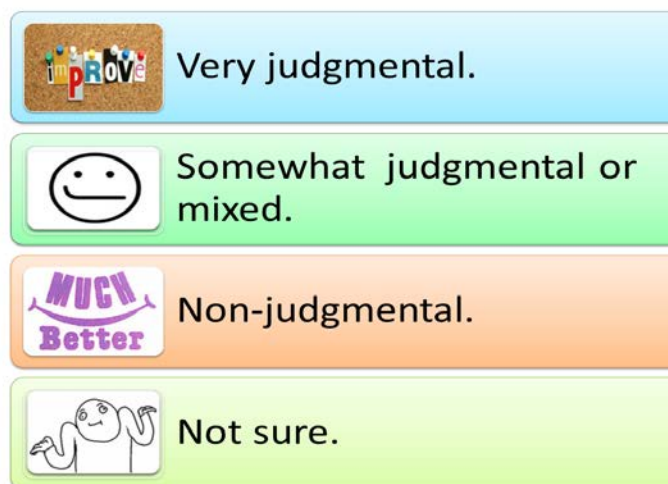 improve
Very judgmental.
Somewhat judgmental or
mixed.
MUCH
Better
Non-judgmental.
Not sure.